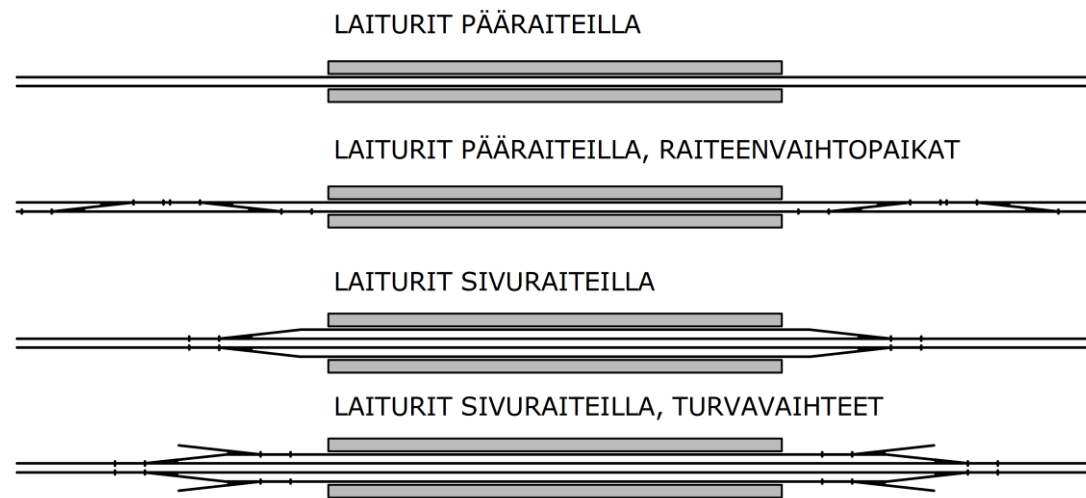 LAITURIT PÄÄRAITEILLA
LAITURIT PÄÄRAITEILLA, RAITEENVAIHTOPAIKAT
LAITURIT SIVURAITEILLA
LAITURIT SIVURAITEILLA, TURVAVAIHTEET